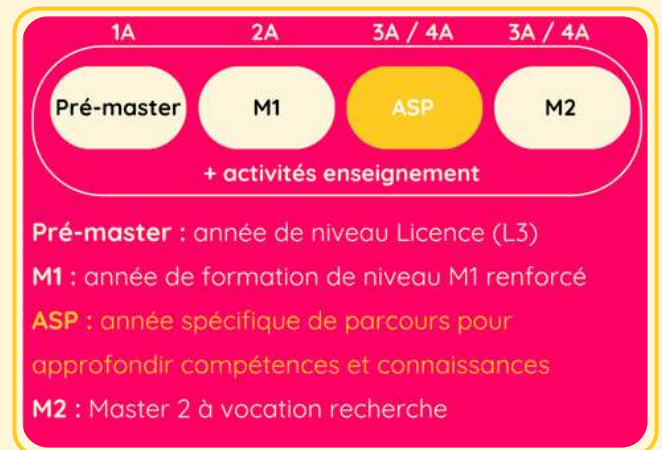 1A 2A 3A / 4A 3A / 4A
Pré-master M1 ASP M2
+ activités enseignement
Pré-master : année de niveau Licence (L3)
M1 : année de formation de niveau M1 renforcé
ASP : année spécifique de parcours pour
approfondir compétences et connaissances
M2 : Master 2 à vocation recherche